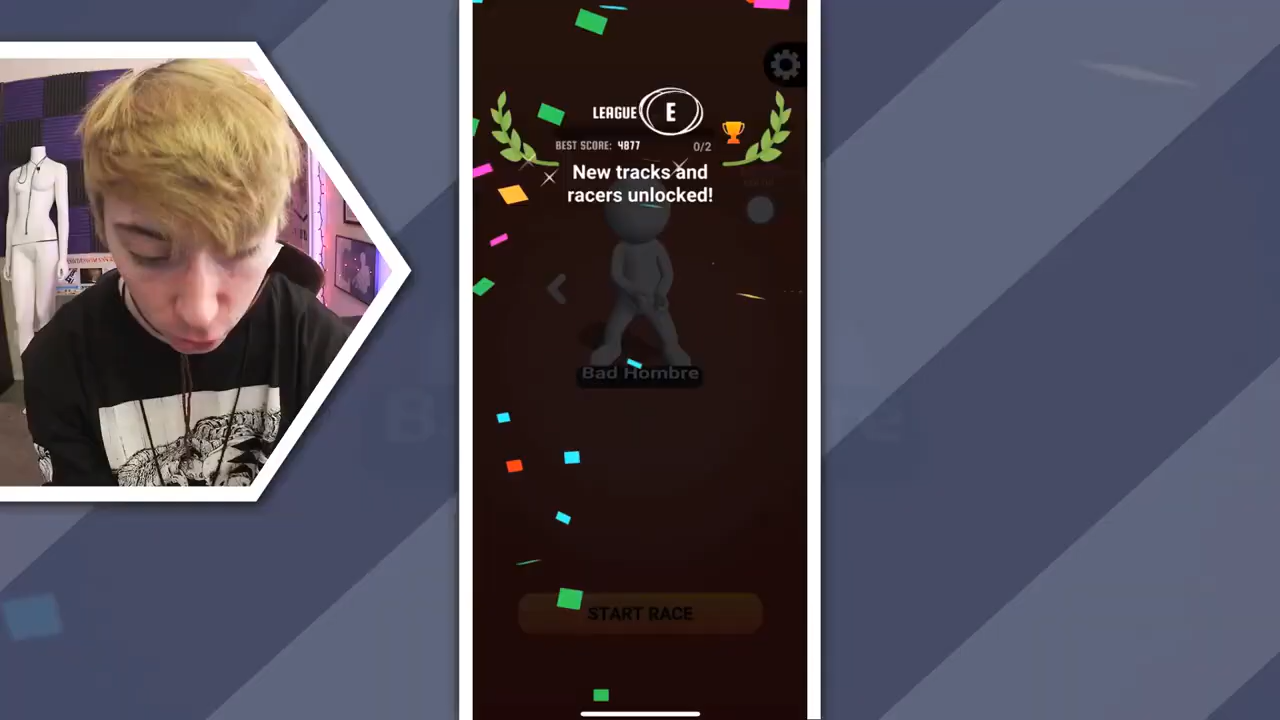 LEAGUE E
BEST SCORE: 4877 0/2
New tracks and
racers unlocked!
Bad Hombre
START RACE